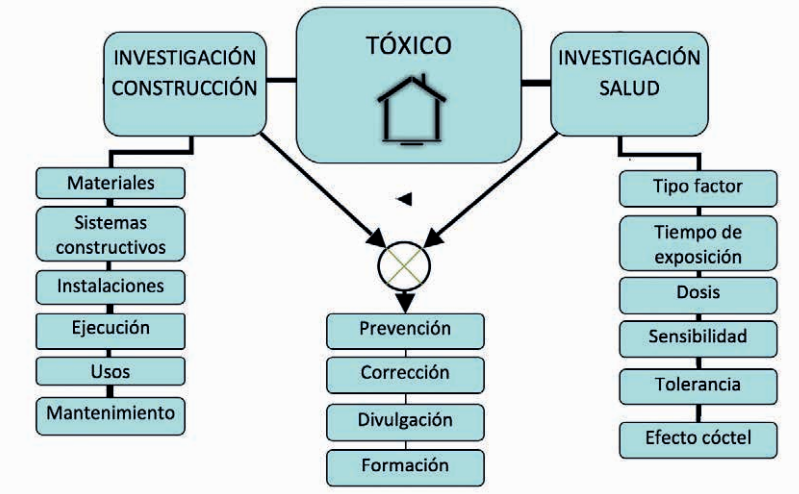 TÓXICO
INVESTIGACIÓN
CONSTRUCCIÓN
INVESTIGACIÓN
SALUD
Materiales
Sistemas
constructivos
Instalaciones
Ejecución
Usos
Mantenimiento
Prevención
Corrección
Divulgación
Formación
Tipo factor
Tiempo de
exposición
Dosis
Sensibilidad
Tolerancia
Efecto cóctel